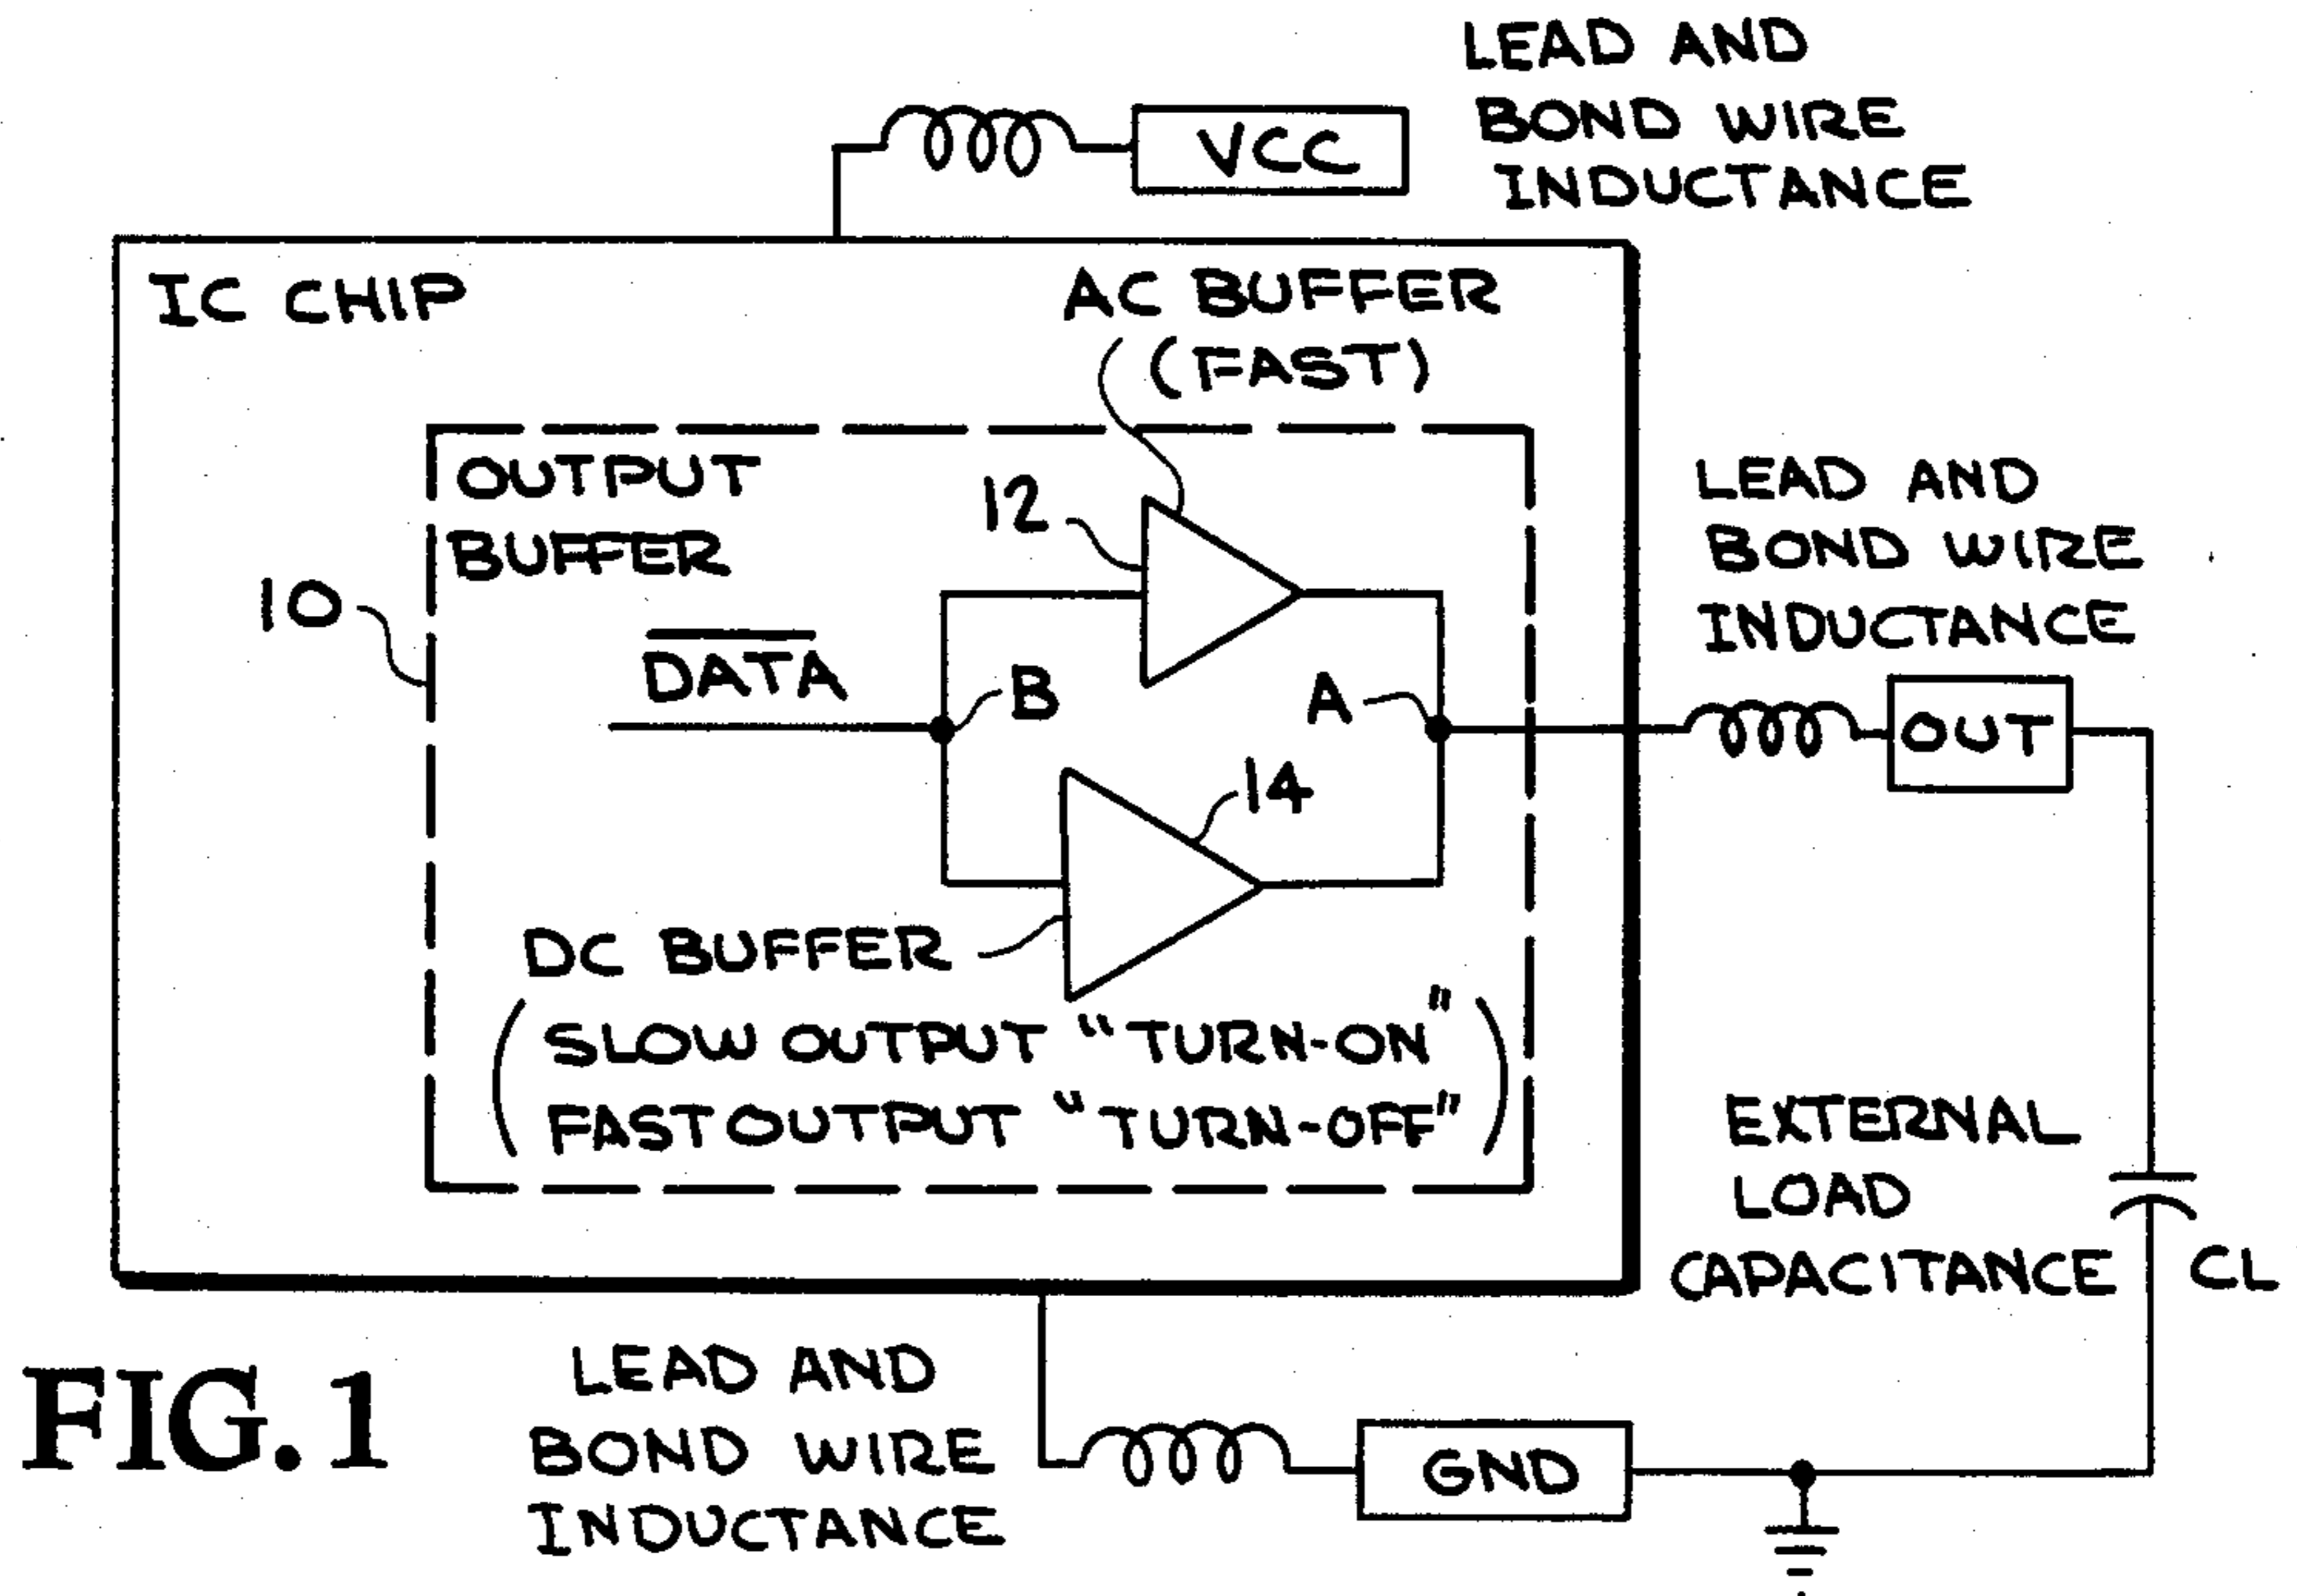 LEAD AND
BOND WIRE
INDUCTANCE
VCC
IC CHIP
AC BUFFER
(FAST)
OUTPUT
BUFFER
12
10
D̅A̅T̅A̅
B
A
LEAD AND
BOND WIRE
INDUCTANCE
OUT
14
DC BUFFER
(SLOW OUTPUT "TURN-ON"
FAST OUTPUT "TURN-OFF")
EXTERNAL
LOAD
CAPACITANCE
CL
LEAD AND
BOND WIRE
INDUCTANCE
GND
FIG. 1